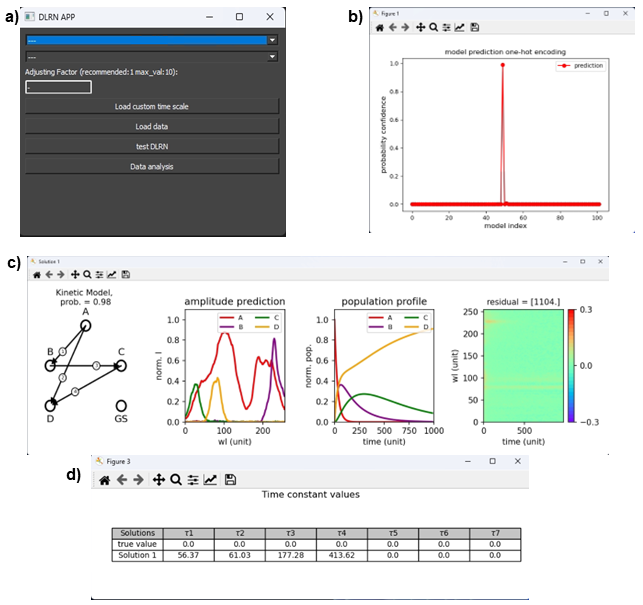 a)
DLRN APP
---
---
Adjusting Factor (recommended:1 max_val:10):
-
Load custom time scale
Load data
test DLRN
Data analysis
b)
Figure 1
model prediction one-hot encoding
prediction
probability confidence
1.0
0.8
0.6
0.4
0.2
0.0
0 20 40 60 80 100
model index
c)
Solution 1
Kinetic Model,
prob. = 0.98
A
B C
D GS
1
2
3
4
amplitude prediction
A C
B D
norm. I
1.0
0.8
0.6
0.4
0.2
0.0
0 100 200
wl (unit)
population profile
A C
B D
norm. pop.
1.0
0.8
0.6
0.4
0.2
0.0
0 250 500 750 1000
time (unit)
residual = [1104.]
wl (unit)
250
200
150
100
50
0
0 500
time (unit)
0.3
0.0
−0.3
d)
Figure 3
Time constant values
Solutions τ1 τ2 τ3 τ4 τ5 τ6 τ7
true value 0.0 0.0 0.0 0.0 0.0 0.0 0.0
Solution 1 56.37 61.03 177.28 413.62 0.0 0.0 0.0